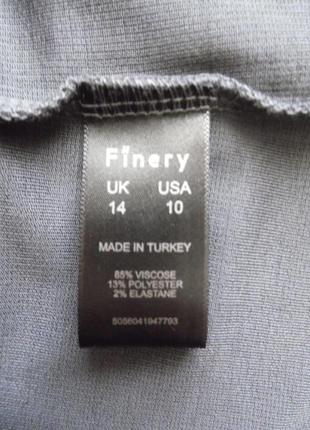 Finery
UK USA
14 10
MADE IN TURKEY
85% VISCOSE
13% POLYESTER
2% ELASTANE
5056041947793